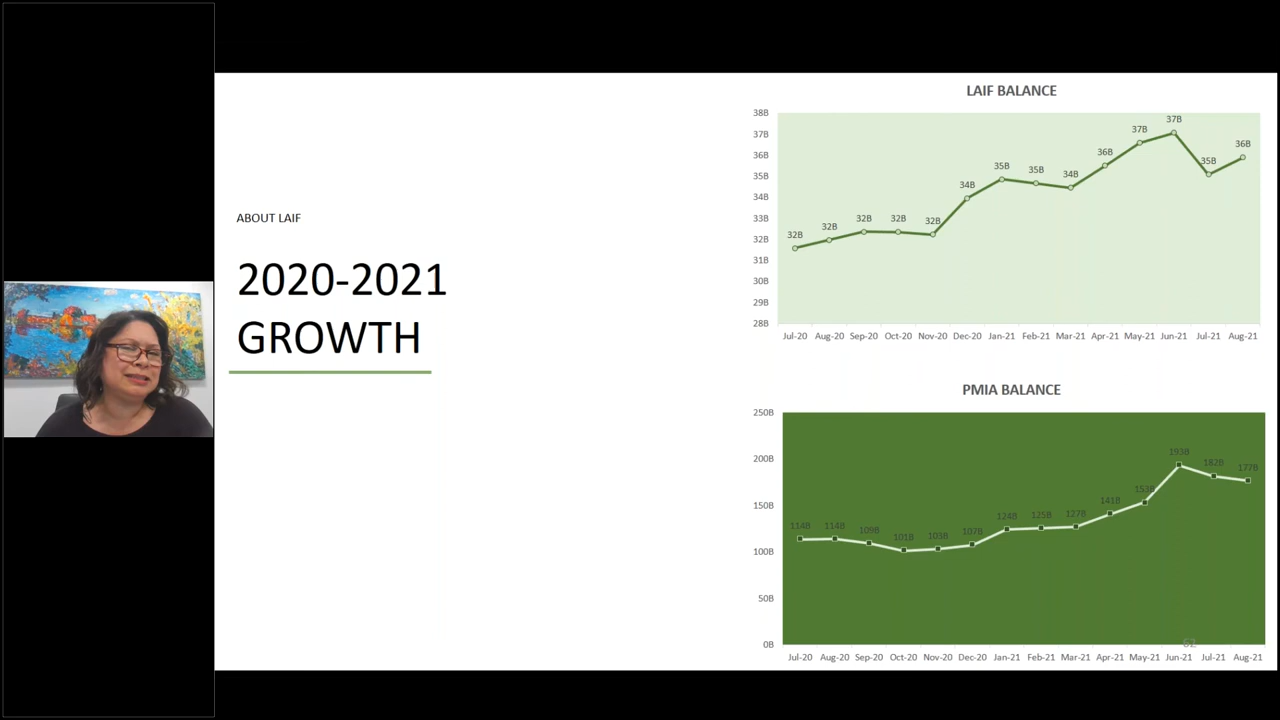 ABOUT LAIF
2020-2021
GROWTH
LAIF BALANCE
38B
37B
36B
35B
34B
33B
32B
31B
30B
29B
28B
32B 32B 32B 32B 32B 34B 35B 35B 34B 36B 37B 37B 35B 36B
Jul-20 Aug-20 Sep-20 Oct-20 Nov-20 Dec-20 Jan-21 Feb-21 Mar-21 Apr-21 May-21 Jun-21 Jul-21 Aug-21
PMIA BALANCE
250B
200B
150B
100B
50B
0B
114B 114B 109B 101B 103B 107B 124B 125B 127B 141B 153B 193B 182B 177B
62
Jul-20 Aug-20 Sep-20 Oct-20 Nov-20 Dec-20 Jan-21 Feb-21 Mar-21 Apr-21 May-21 Jun-21 Jul-21 Aug-21